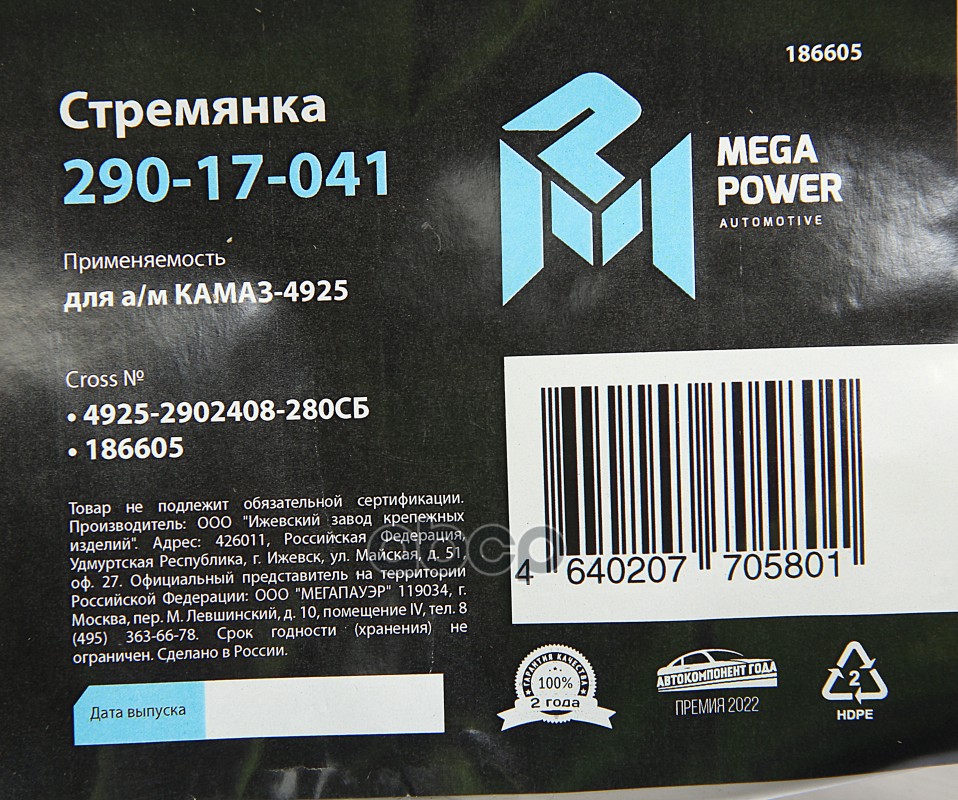 186605
Стремянка
290-17-041
MEGA
POWER
AUTOMOTIVE
Применяемость
для а/м КАМАЗ-4925
Cross №
• 4925-2902408-280СБ
• 186605
Товар не подлежит обязательной сертификации.
Производитель: ООО "Ижевский завод крепежных
изделий". Адрес: 426011, Российская Федерация,
Удмуртская Республика, г. Ижевск, ул. Майская, д. 51,
оф. 27. Официальный представитель на территории
Российской Федерации: ООО "МЕГАПАУЭР" 119034, г.
Москва, пер. М. Левшинский, д. 10, помещение IV, тел. 8
(495) 363-66-78. Срок годности (хранения) не
ограничен. Сделано в России.
Дата выпуска
4 640207 705801
ГАРАНТИЯ КАЧЕСТВА
100%
2 года
АВТОКОМПОНЕНТ ГОДА
ПРЕМИЯ 2022
2
HDPE
abcp